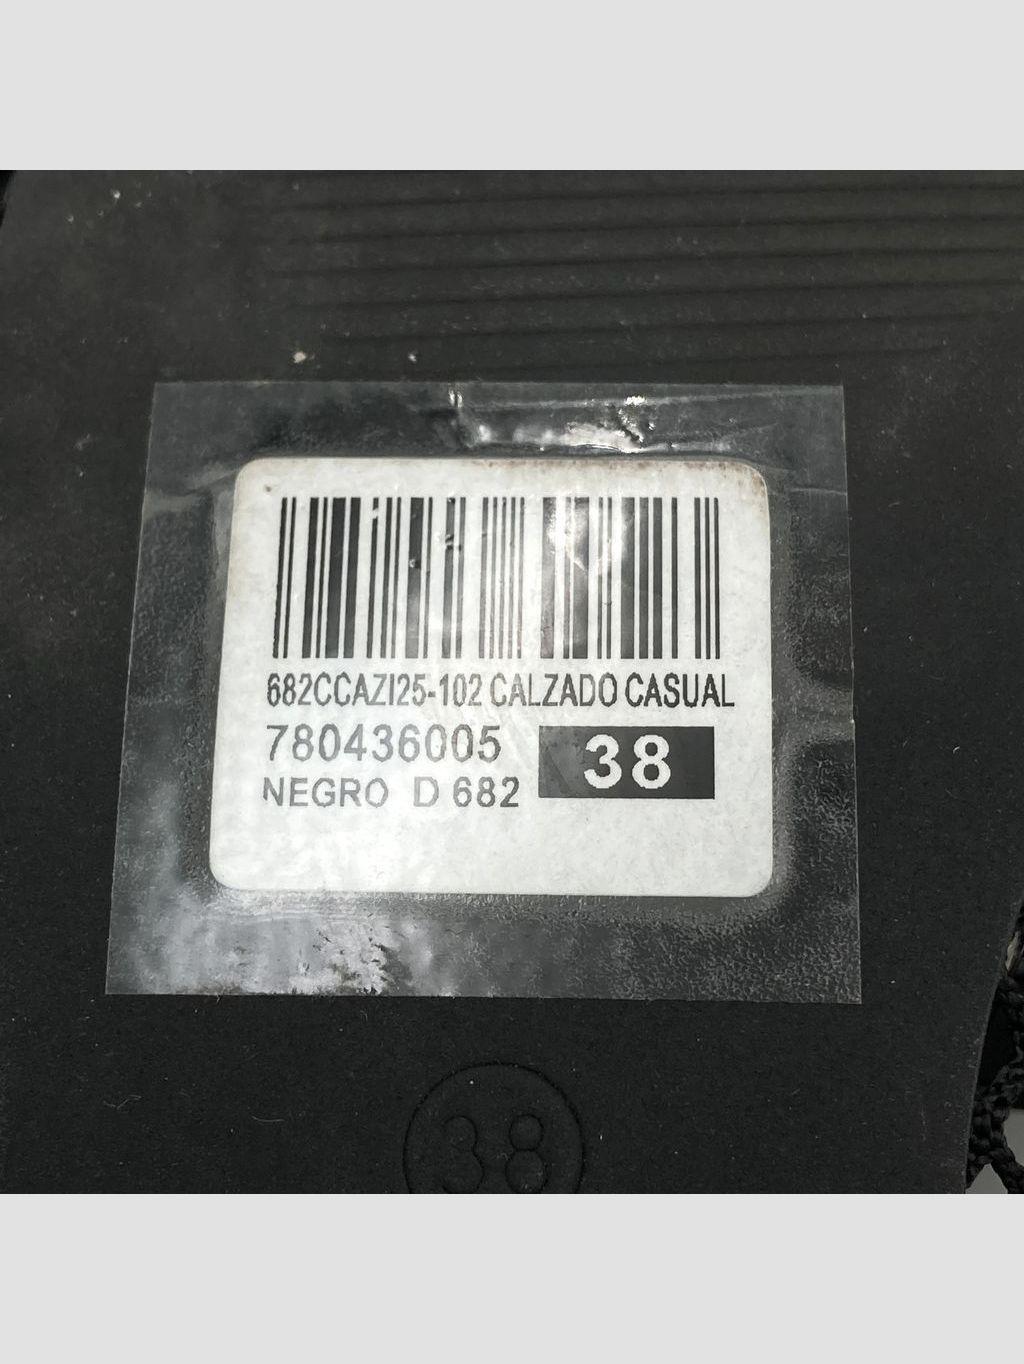 682CCAZI25-102 CALZADO CASUAL
780436005 38
NEGRO D 682
38